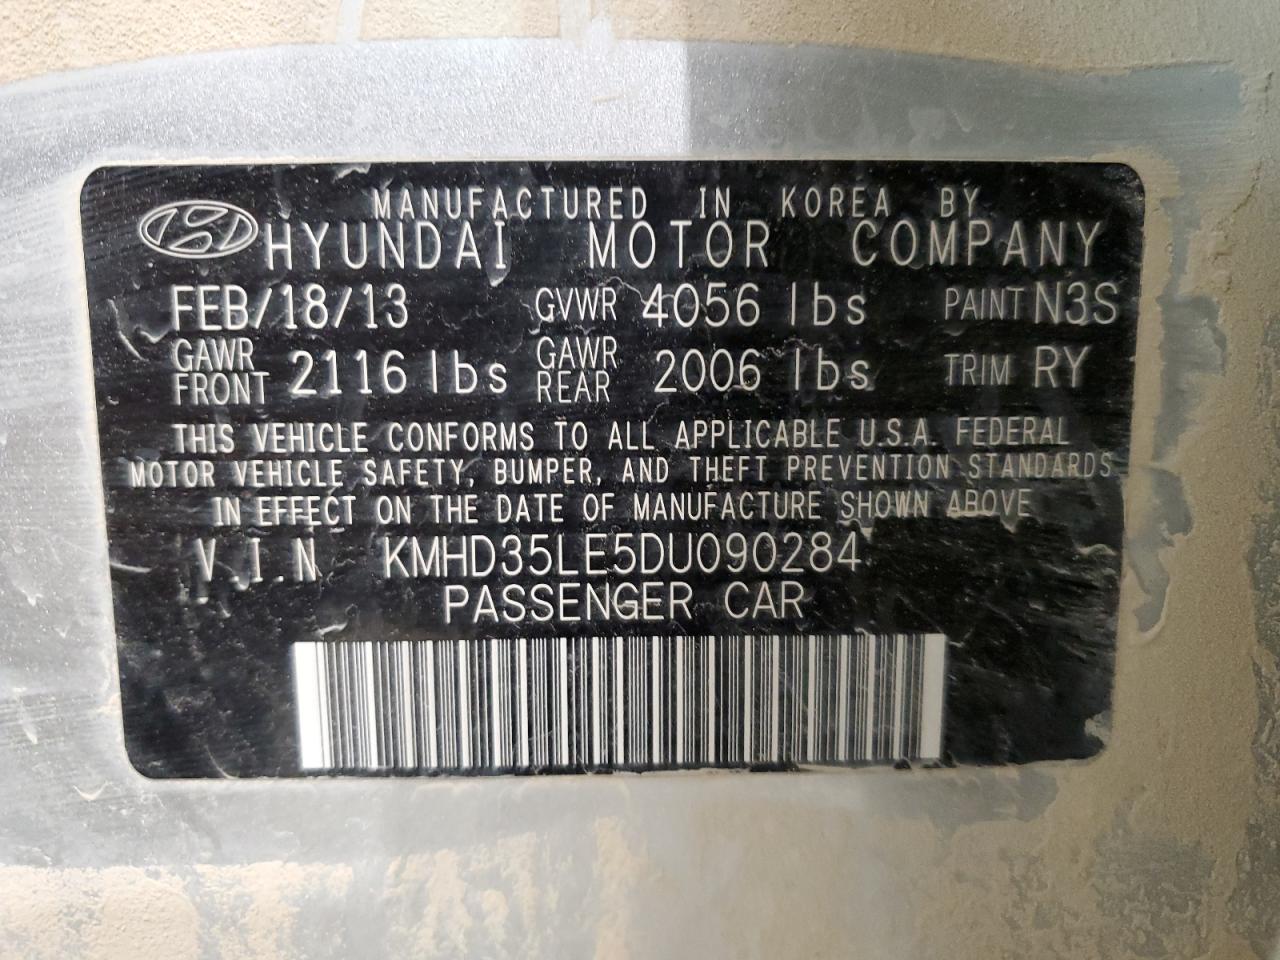 MANUFACTURED IN KOREA BY
HYUNDAI MOTOR COMPANY
FEB/18/13 GVWR 4056 lbs PAINT N3S
GAWR FRONT 2116 lbs GAWR REAR 2006 lbs TRIM RY
THIS VEHICLE CONFORMS TO ALL APPLICABLE U.S.A. FEDERAL
MOTOR VEHICLE SAFETY, BUMPER, AND THEFT PREVENTION STANDARDS
IN EFFECT ON THE DATE OF MANUFACTURE SHOWN ABOVE
V.I.N KMHD35LE5DU090284
PASSENGER CAR